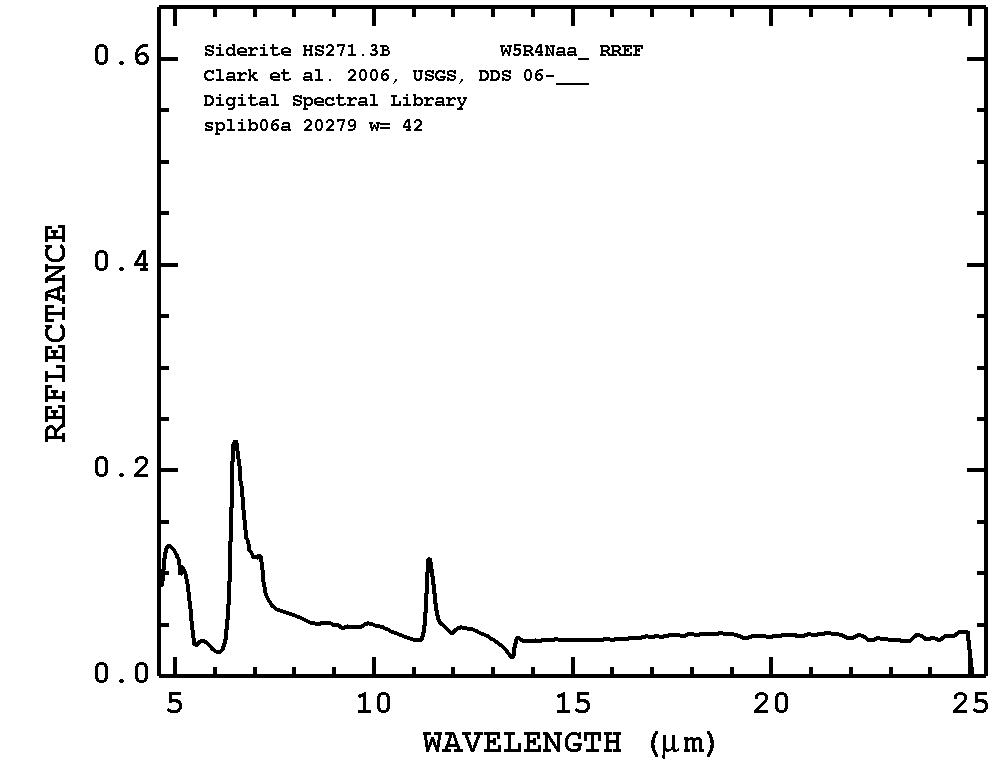 Siderite HS271.3B W5R4Naa_ RREF
Clark et al. 2006, USGS, DDS 06-___
Digital Spectral Library
splib06a 20279 w= 42
REFLECTANCE
0.6
0.4
0.2
0.0
5 10 15 20 25
WAVELENGTH (μm)